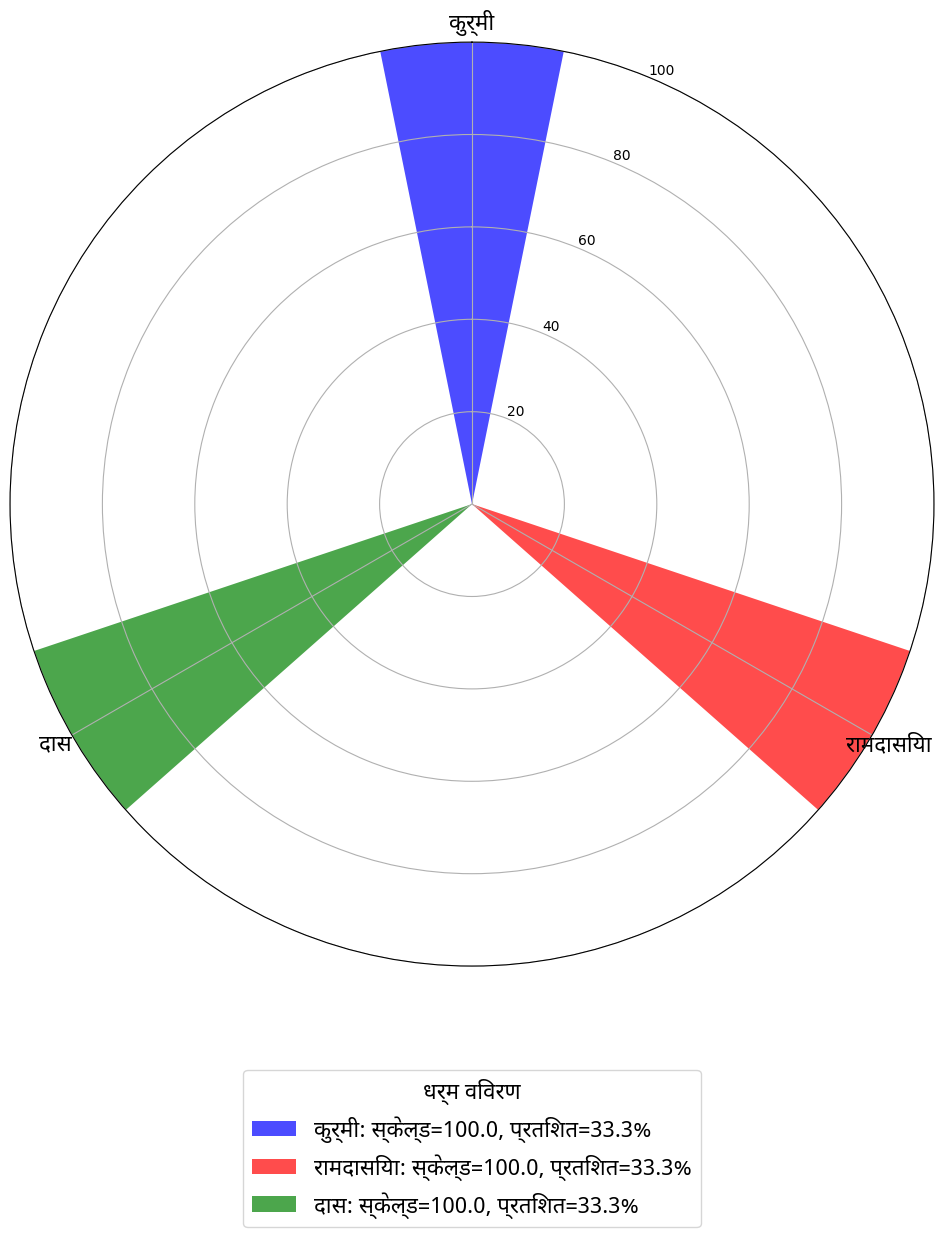 कुर्मी
100
80
60
40
20
दास
रामदासिया
धर्म विवरण
कुर्मी: स्केल्ड=100.0, प्रतिशत=33.3%
रामदासिया: स्केल्ड=100.0, प्रतिशत=33.3%
दास: स्केल्ड=100.0, प्रतिशत=33.3%